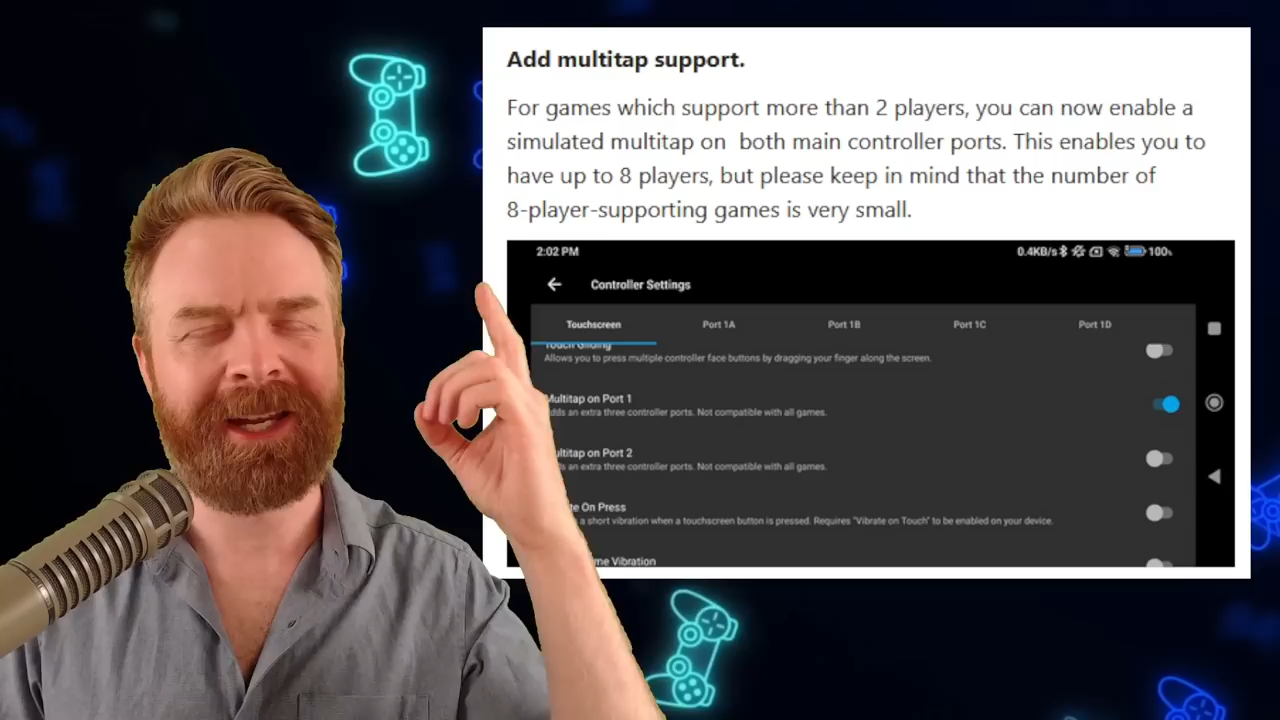 Add multitap support.
For games which support more than 2 players, you can now enable a
simulated multitap on both main controller ports. This enables you to
have up to 8 players, but please keep in mind that the number of
8-player-supporting games is very small.
2:02 PM 0.4KB/s 100%
Controller Settings
Touchscreen Port 1A Port 1B Port 1C Port 1D
Touch Gliding
Allows you to press multiple controller face buttons by dragging your finger along the screen.
Multitap on Port 1
dds an extra three controller ports. Not compatible with all games.
ultitap on Port 2
s an extra three controller ports. Not compatible with all games.
te On Press
a short vibration when a touchscreen button is pressed. Requires "Vibrate on Touch" to be enabled on your device.
me Vibration